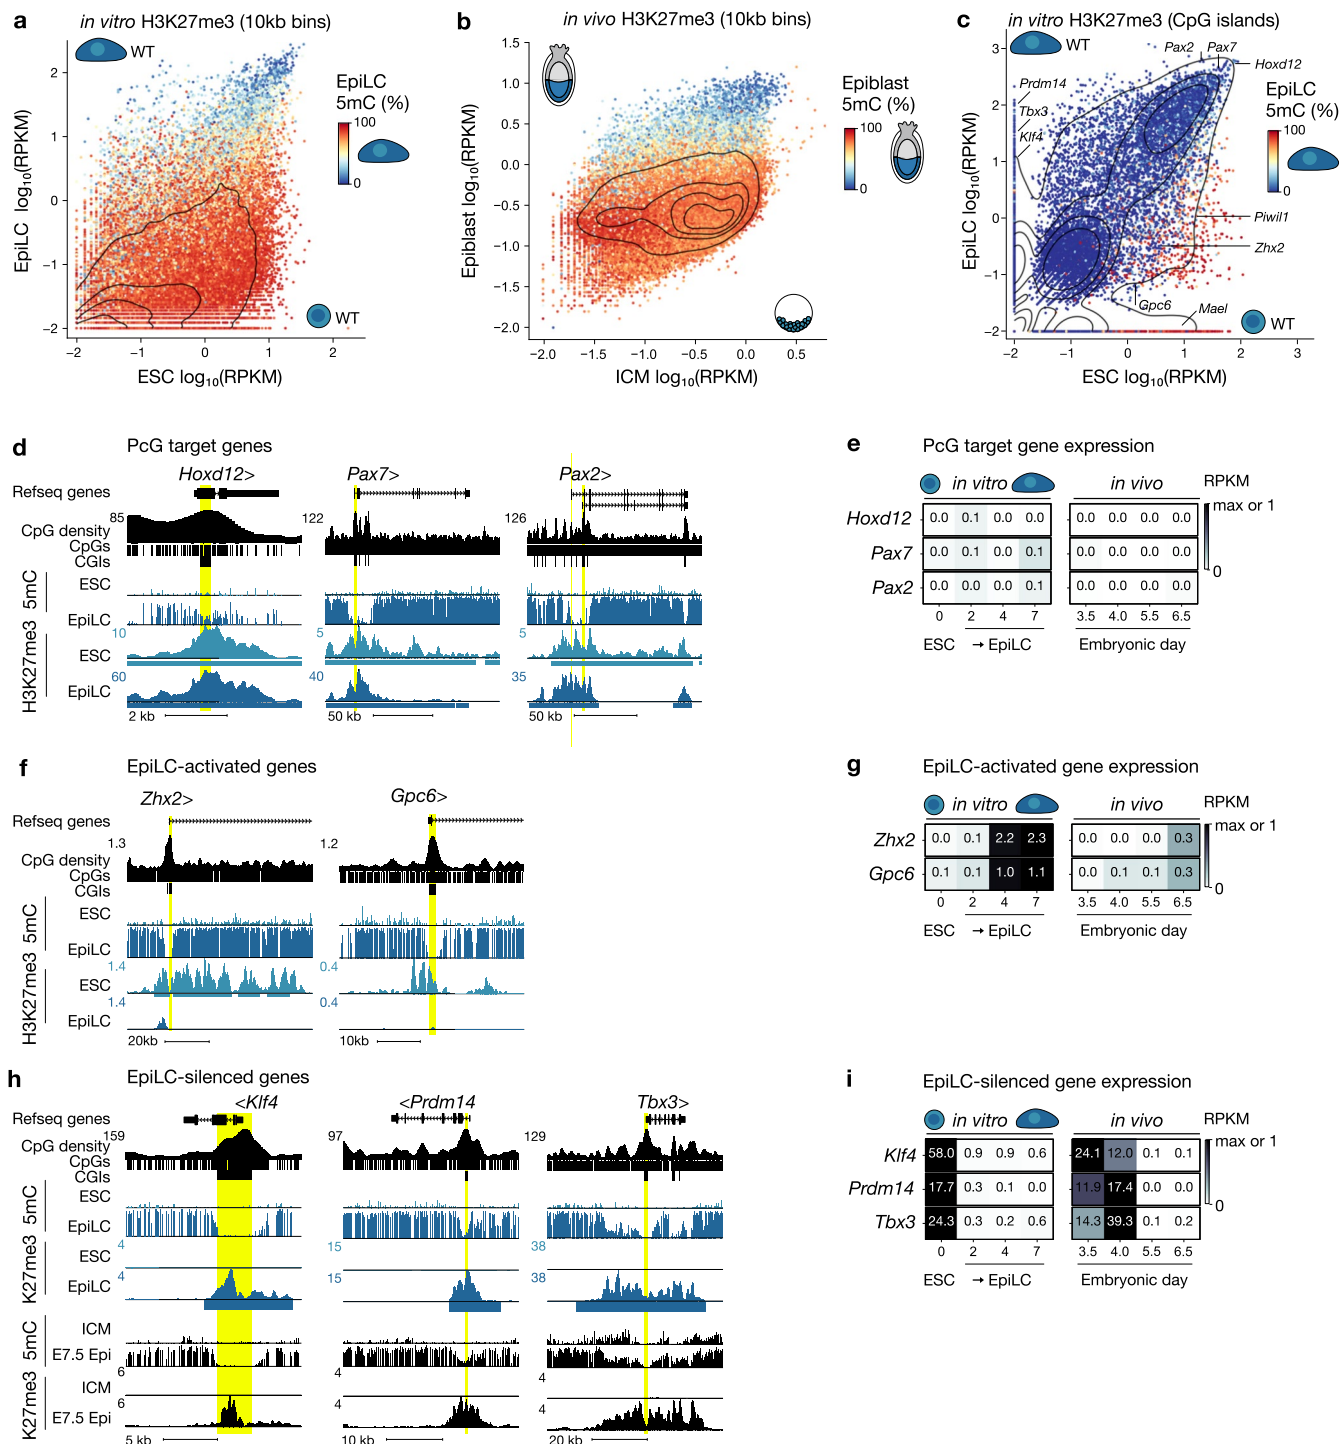 a
in vitro H3K27me3 (10kb bins)
WT
EpiLC
5mC (%)
100
0
EpiLC log₁₀(RPKM)
2
1
0
−1
−2
WT
−2 −1 0 1 2
ESC log₁₀(RPKM)
b
in vivo H3K27me3 (10kb bins)
Epiblast
5mC (%)
100
0
Epiblast log₁₀(RPKM)
1.5
1.0
0.5
0.0
−0.5
−1.0
−1.5
−2.0
−2.0 −1.5 −1.0 −0.5 0.0 0.5
ICM log₁₀(RPKM)
c
in vitro H3K27me3 (CpG islands)
WT
Pax2 Pax7
Hoxd12
Prdm14
Tbx3
Klf4
EpiLC
5mC (%)
100
0
Piwil1
Zhx2
Gpc6
Mael
WT
EpiLC log₁₀(RPKM)
3
2
1
0
−1
−2
−2 −1 0 1 2 3
ESC log₁₀(RPKM)
d
PcG target genes
Hoxd12> Pax7> Pax2>
Refseq genes
85 122 126
CpG density
CpGs
CGIs
5mC
ESC
EpiLC
H3K27me3
10 5 5
ESC
60 40 35
EpiLC
2 kb 50 kb 50 kb
e
PcG target gene expression
in vitro in vivo
RPKM
max or 1
0
Hoxd12 0.0 0.1 0.0 0.0 0.0 0.0 0.0 0.0
Pax7 0.0 0.1 0.0 0.1 0.0 0.0 0.0 0.0
Pax2 0.0 0.0 0.0 0.1 0.0 0.0 0.0 0.0
0 2 4 7 3.5 4.0 5.5 6.5
ESC → EpiLC Embryonic day
f
EpiLC-activated genes
Zhx2> Gpc6>
Refseq genes
1.3 1.2
CpG density
CpGs
CGIs
5mC
ESC
EpiLC
H3K27me3
1.4 0.4
ESC
1.4 0.4
EpiLC
20kb 10kb
g
EpiLC-activated gene expression
in vitro in vivo
RPKM
max or 1
0
Zhx2 0.0 0.1 2.2 2.3 0.0 0.0 0.0 0.3
Gpc6 0.1 0.1 1.0 1.1 0.0 0.1 0.1 0.3
0 2 4 7 3.5 4.0 5.5 6.5
ESC → EpiLC Embryonic day
h
EpiLC-silenced genes
<Klf4 <Prdm14 Tbx3>
Refseq genes
159 97 129
CpG density
CpGs
CGIs
5mC
ESC
EpiLC
K27me3
4 15 38
ESC
4 15 38
EpiLC
5mC
ICM
E7.5 Epi
K27me3
6 4 4
ICM
6 4 4
E7.5 Epi
5 kb 10 kb 20 kb
i
EpiLC-silenced gene expression
in vitro in vivo
RPKM
max or 1
0
Klf4 58.0 0.9 0.9 0.6 24.1 12.0 0.1 0.1
Prdm14 17.7 0.3 0.1 0.0 11.9 17.4 0.0 0.0
Tbx3 24.3 0.3 0.2 0.6 14.3 39.3 0.1 0.2
0 2 4 7 3.5 4.0 5.5 6.5
ESC → EpiLC Embryonic day